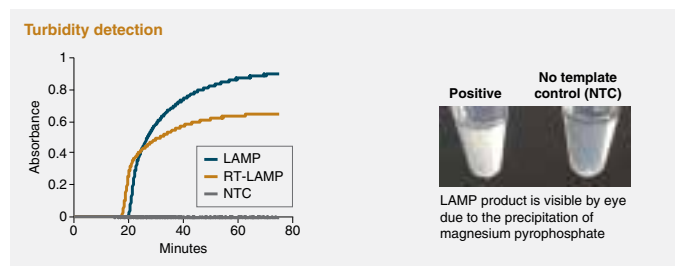 Turbidity detection
1
0.8
0.6
0.4
0.2
0
Absorbance
0
20
40
60
80
Minutes
LAMP
RT-LAMP
NTC
Positive
No template
control (NTC)
LAMP product is visible by eye
due to the precipitation of
magnesium pyrophosphate